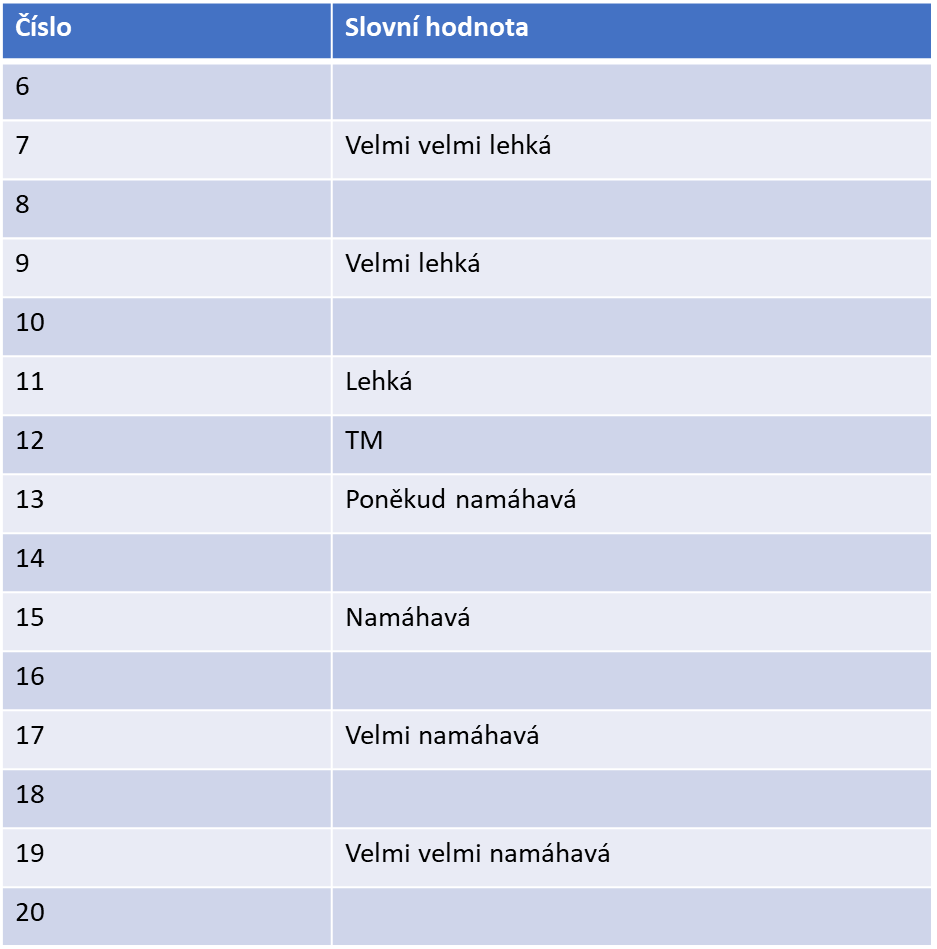 Číslo Slovní hodnota
6
7 Velmi velmi lehká
8
9 Velmi lehká
10
11 Lehká
12 TM
13 Poněkud namáhavá
14
15 Namáhavá
16
17 Velmi namáhavá
18
19 Velmi velmi namáhavá
20